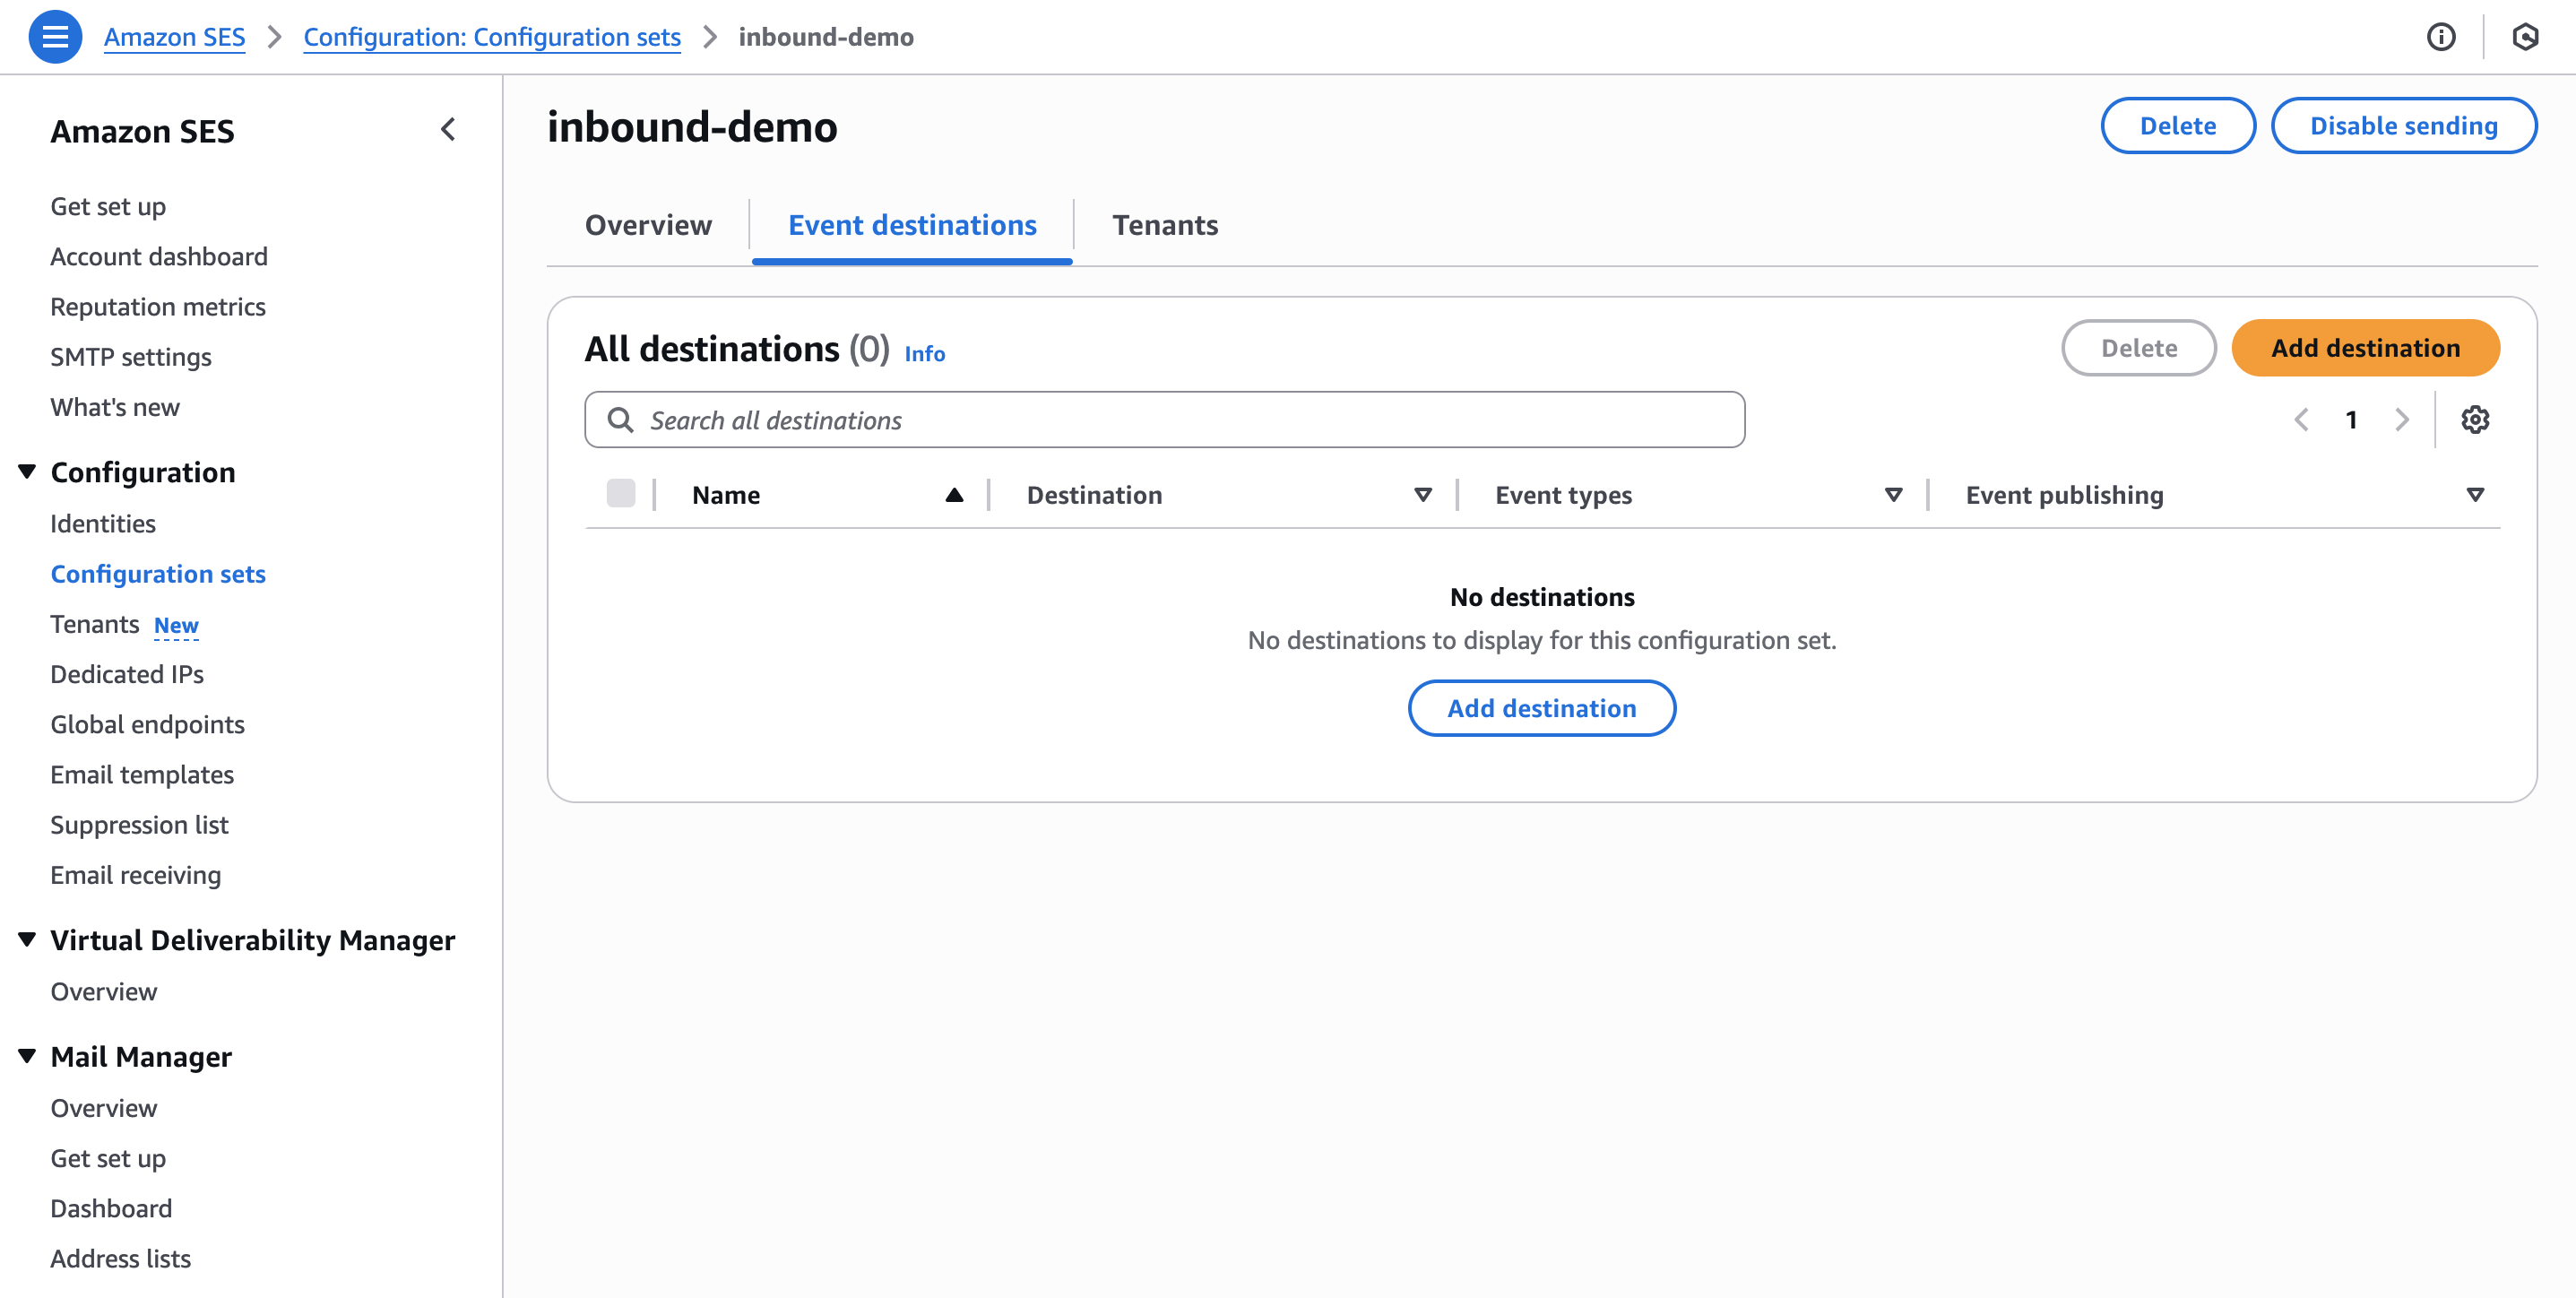 Amazon SES > Configuration: Configuration sets > inbound-demo
Amazon SES
Get set up
Account dashboard
Reputation metrics
SMTP settings
What's new
Configuration
Identities
Configuration sets
Tenants New
Dedicated IPs
Global endpoints
Email templates
Suppression list
Email receiving
Virtual Deliverability Manager
Overview
Mail Manager
Overview
Get set up
Dashboard
Address lists
inbound-demo
Delete Disable sending
Overview Event destinations Tenants
All destinations (0) Info
Delete Add destination
Search all destinations
1
Name Destination Event types Event publishing
No destinations
No destinations to display for this configuration set.
Add destination